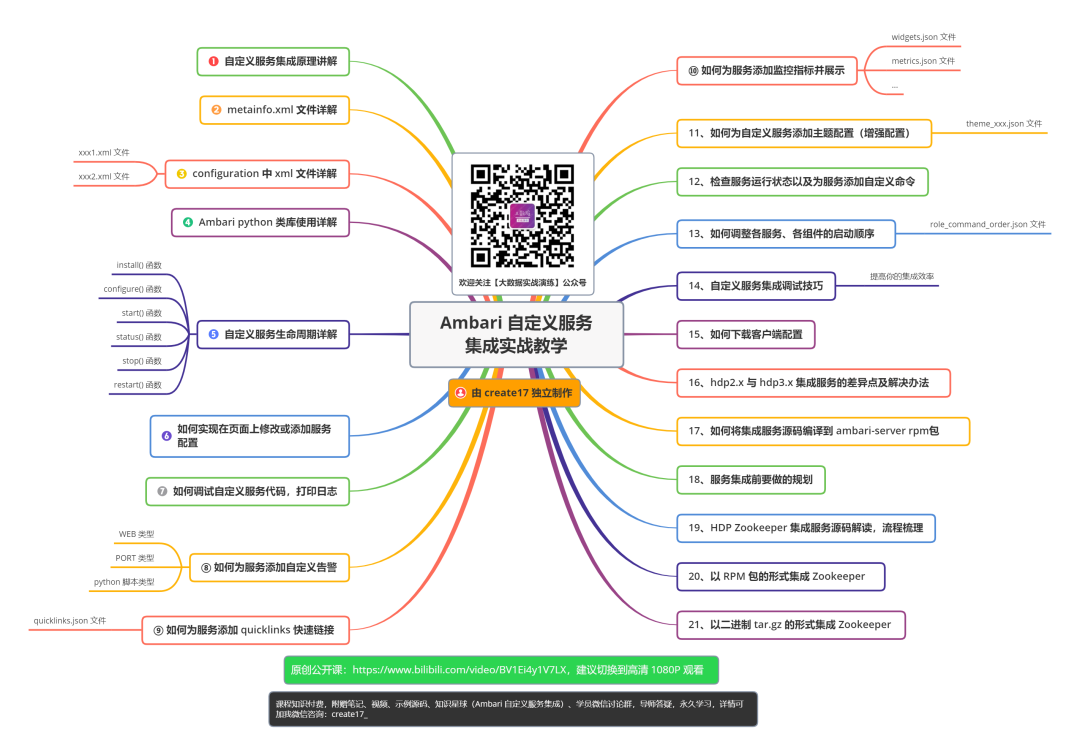 欢迎关注【大数据实战演练】公众号
Ambari 自定义服务
集成实战教学
由 create17 独立制作
❶ 自定义服务集成原理讲解
❷ metainfo.xml 文件详解
❸ configuration 中 xml 文件详解
xxx1.xml 文件
xxx2.xml 文件
❹ Ambari python 类库使用详解
❺ 自定义服务生命周期详解
install() 函数
configure() 函数
start() 函数
status() 函数
stop() 函数
restart() 函数
❻ 如何实现在页面上修改或添加服务
配置
❼ 如何调试自定义服务代码，打印日志
⑧ 如何为服务添加自定义告警
WEB 类型
PORT 类型
python 脚本类型
⑨ 如何为服务添加 quicklinks 快速链接
quicklinks.json 文件
⑩ 如何为服务添加监控指标并展示
widgets.json 文件
metrics.json 文件
...
11、如何为自定义服务添加主题配置（增强配置）
theme_xxx.json 文件
12、检查服务运行状态以及为服务添加自定义命令
13、如何调整各服务、各组件的启动顺序
role_command_order.json 文件
14、自定义服务集成调试技巧
提高你的集成效率
15、如何下载客户端配置
16、hdp2.x 与 hdp3.x 集成服务的差异点及解决办法
17、如何将集成服务源码编译到 ambari-server rpm包
18、服务集成前要做的规划
19、HDP Zookeeper 集成服务源码解读，流程梳理
20、以 RPM 包的形式集成 Zookeeper
21、以二进制 tar.gz 的形式集成 Zookeeper
原创公开课：https://www.bilibili.com/video/BV1Ei4y1V7LX，建议切换到高清 1080P 观看
课程知识付费，附赠笔记、视频、示例源码、知识星球（Ambari 自定义服务集成）、学员微信讨论群，导师答疑，永久学习，详情可
加我微信咨询：create17_